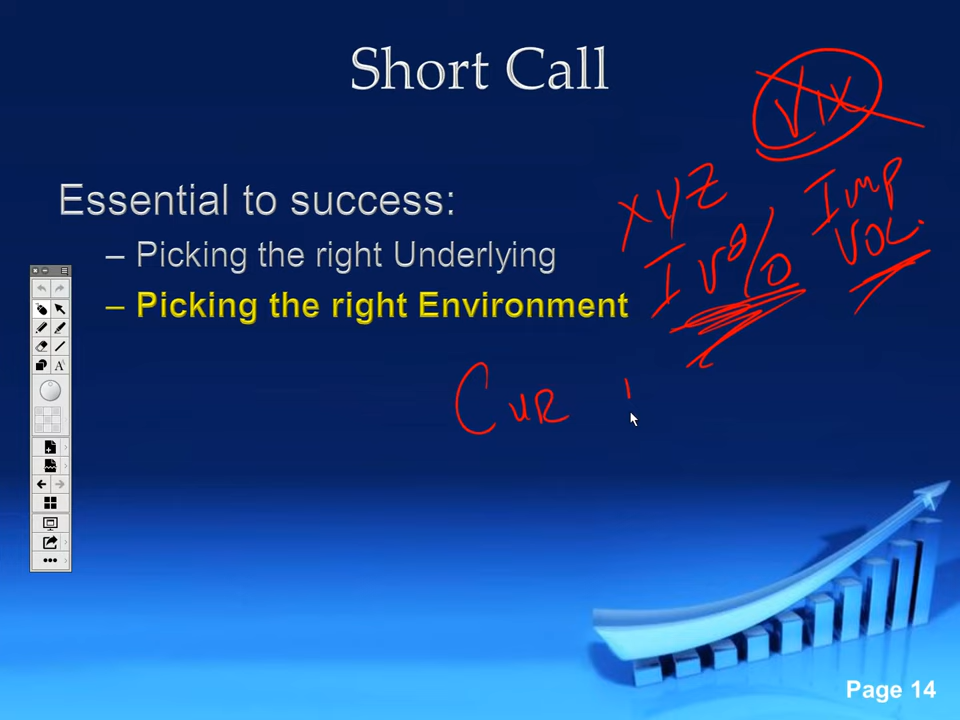 Short Call
VIX
Essential to success:
XYZ
IMP
VOL.
– Picking the right Underlying
IV%
– Picking the right Environment
CUR
Page 14